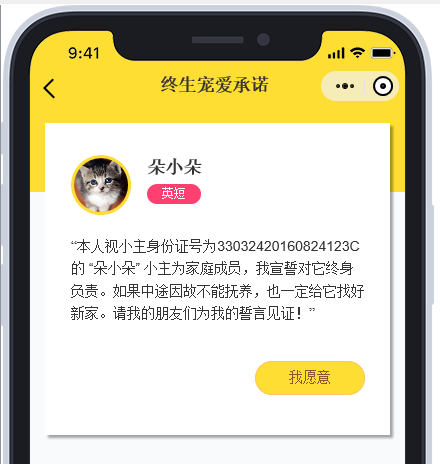 9:41
终生宠爱承诺
朵小朵
英短
“本人视小主身份证号为33032420160824123C
的 “朵小朵” 小主为家庭成员，我宣誓对它终身
负责。如果中途因故不能抚养，也一定给它找好
新家。请我的朋友们为我的誓言见证！”
我愿意